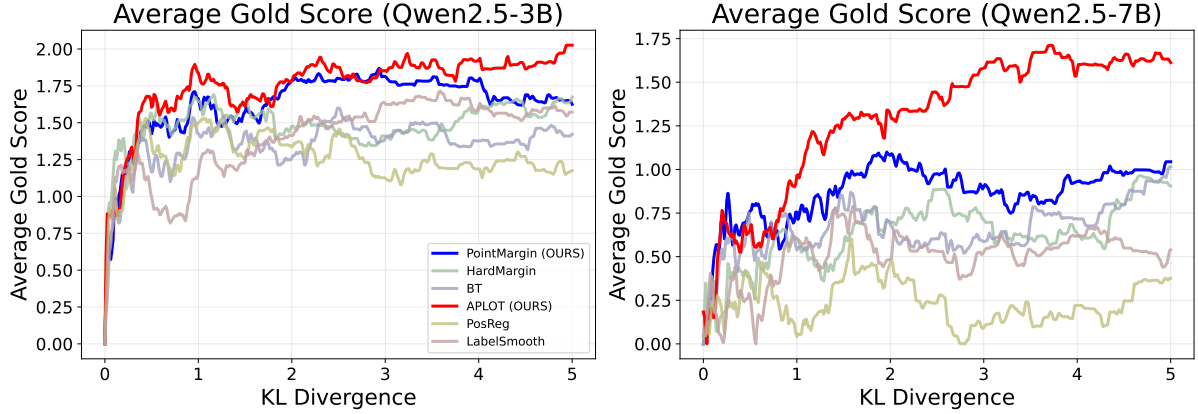 Average Gold Score (Qwen2.5-3B)
Average Gold Score
2.00
1.75
1.50
1.25
1.00
0.75
0.50
0.25
0.00
PointMargin (OURS)
HardMargin
BT
APLOT (OURS)
PosReg
LabelSmooth
0 1 2 3 4 5
KL Divergence
Average Gold Score (Qwen2.5-7B)
Average Gold Score
1.75
1.50
1.25
1.00
0.75
0.50
0.25
0.00
0 1 2 3 4 5
KL Divergence